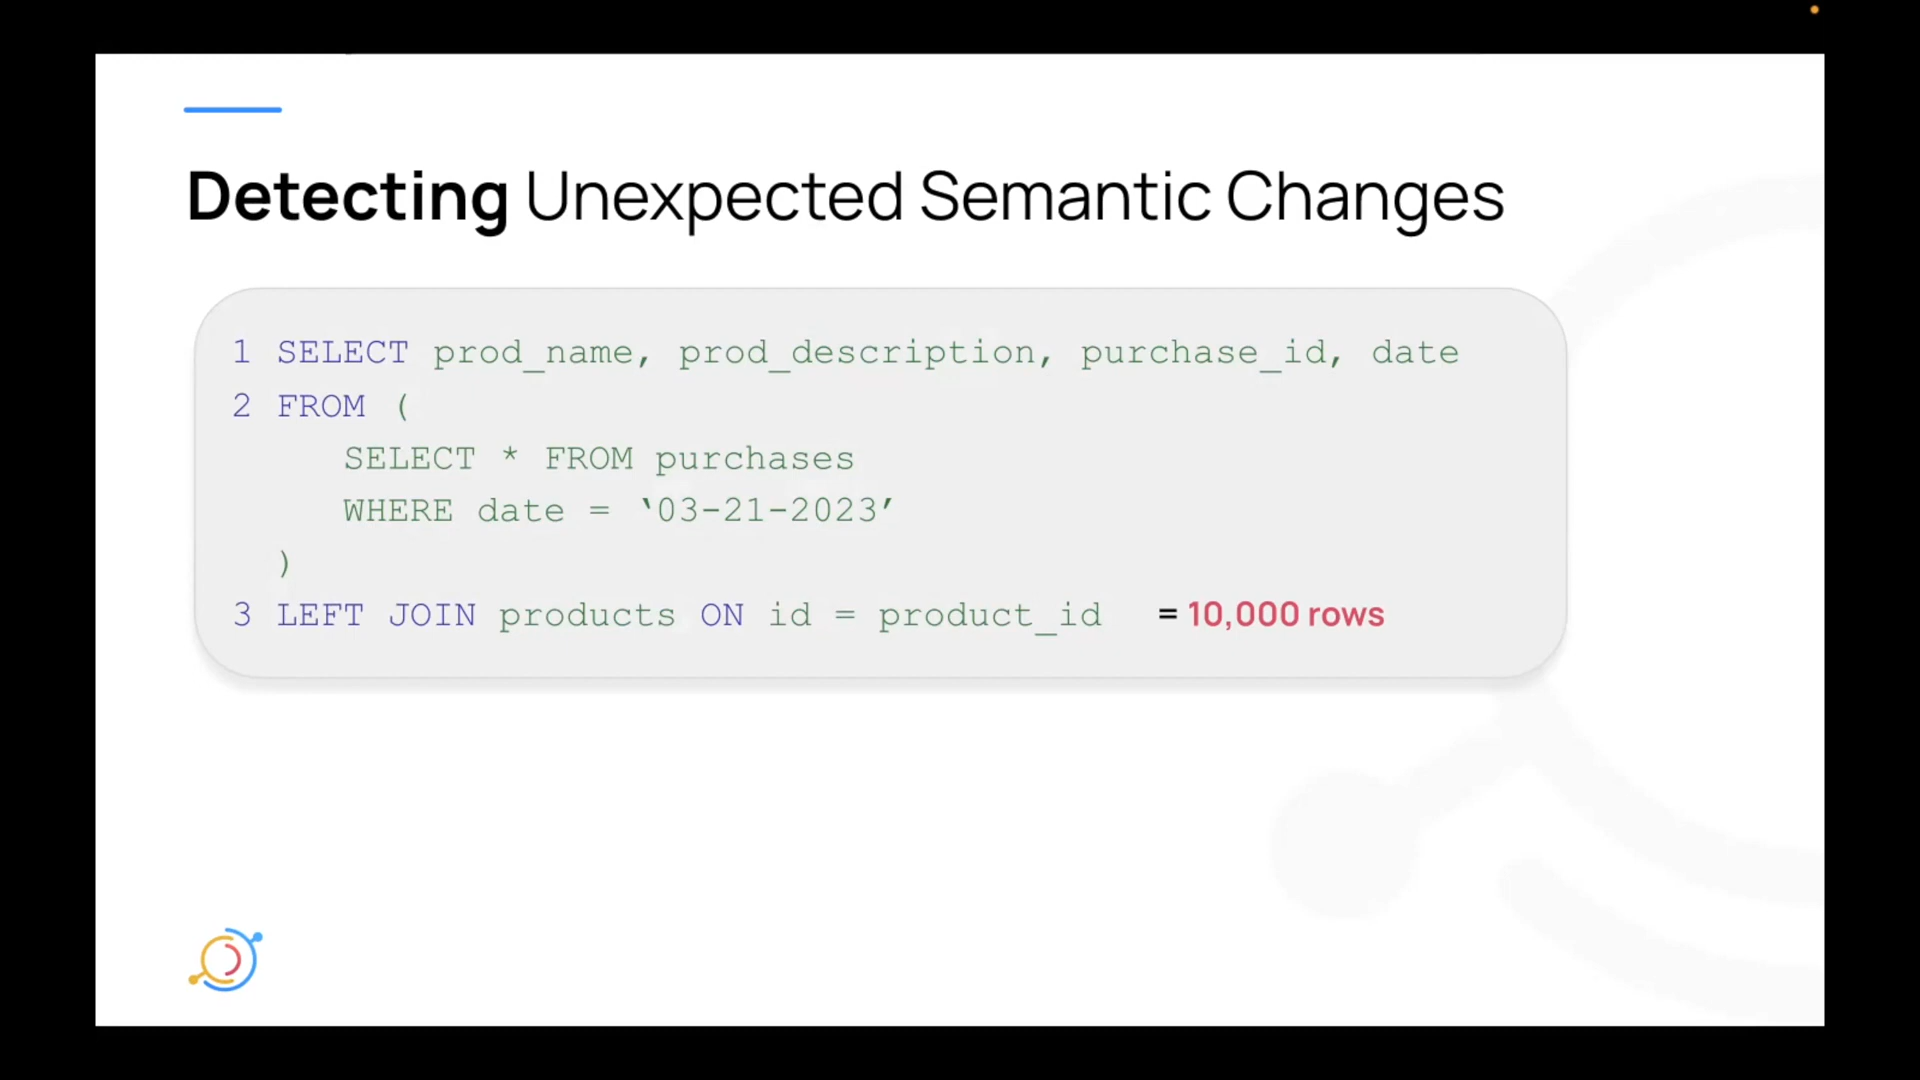 Detecting Unexpected Semantic Changes
1 SELECT prod_name, prod_description, purchase_id, date
2 FROM (
SELECT * FROM purchases
WHERE date = ‘03-21-2023’
)
3 LEFT JOIN products ON id = product_id = 10,000 rows